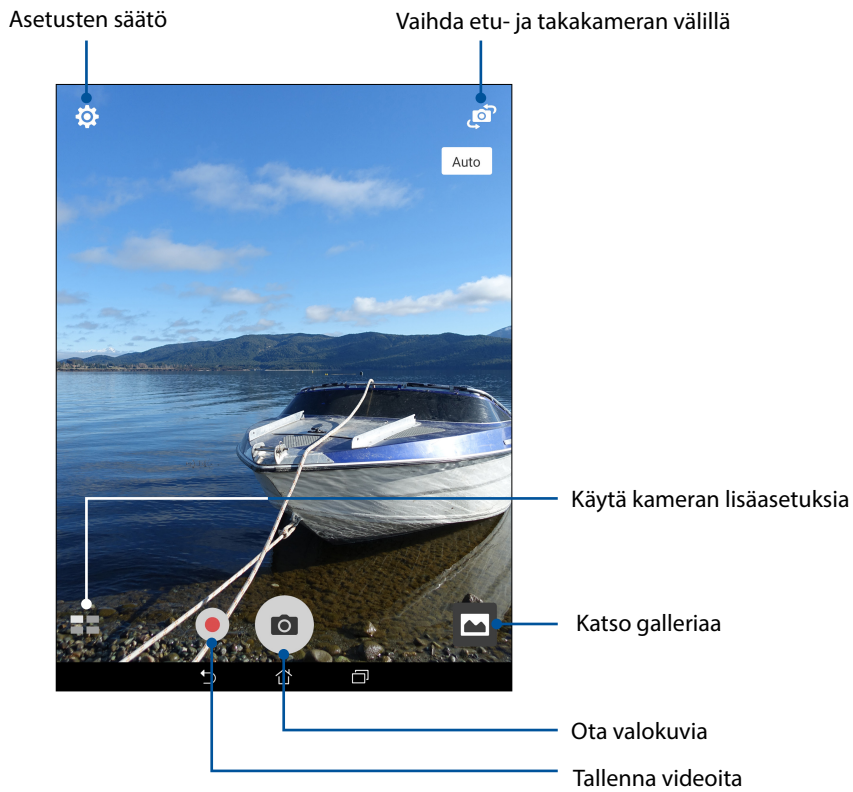 Asetusten säätö
Vaihda etu- ja takakameran välillä
Auto
Käytä kameran lisäasetuksia
Katso galleriaa
Ota valokuvia
Tallenna videoita